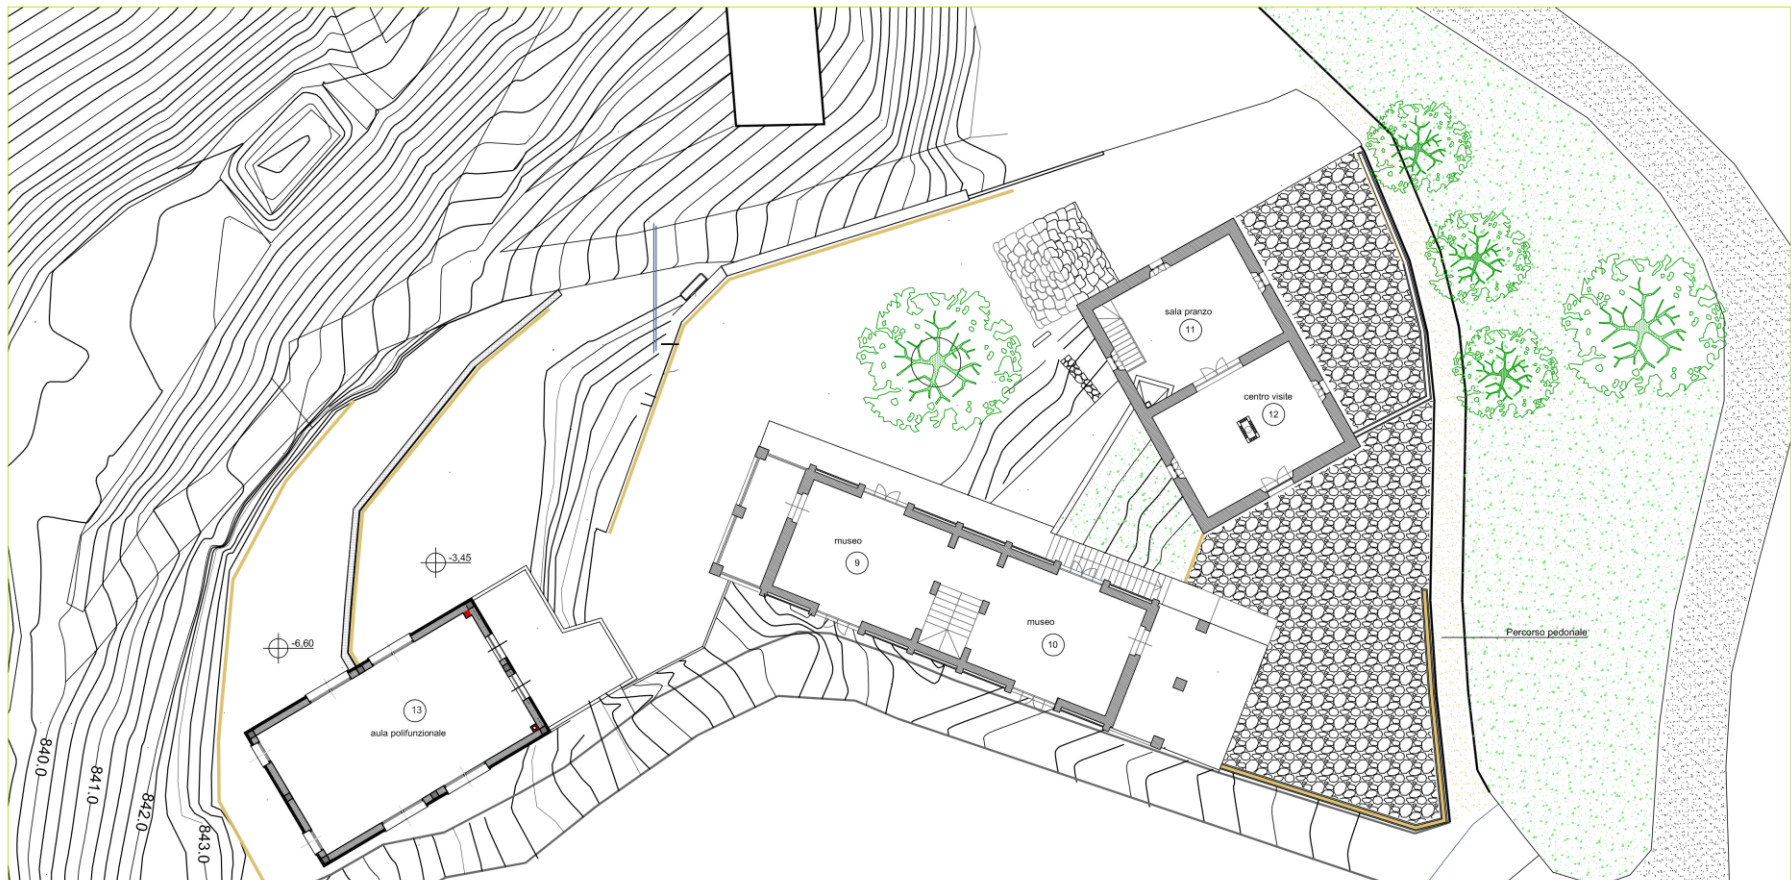 sala pranzo
11
centro visite
12
museo
9
-3,45
museo
10
Percorso pedonale
-6,60
13
aula polifunzionale
840.0
841.0
842.0
843.0